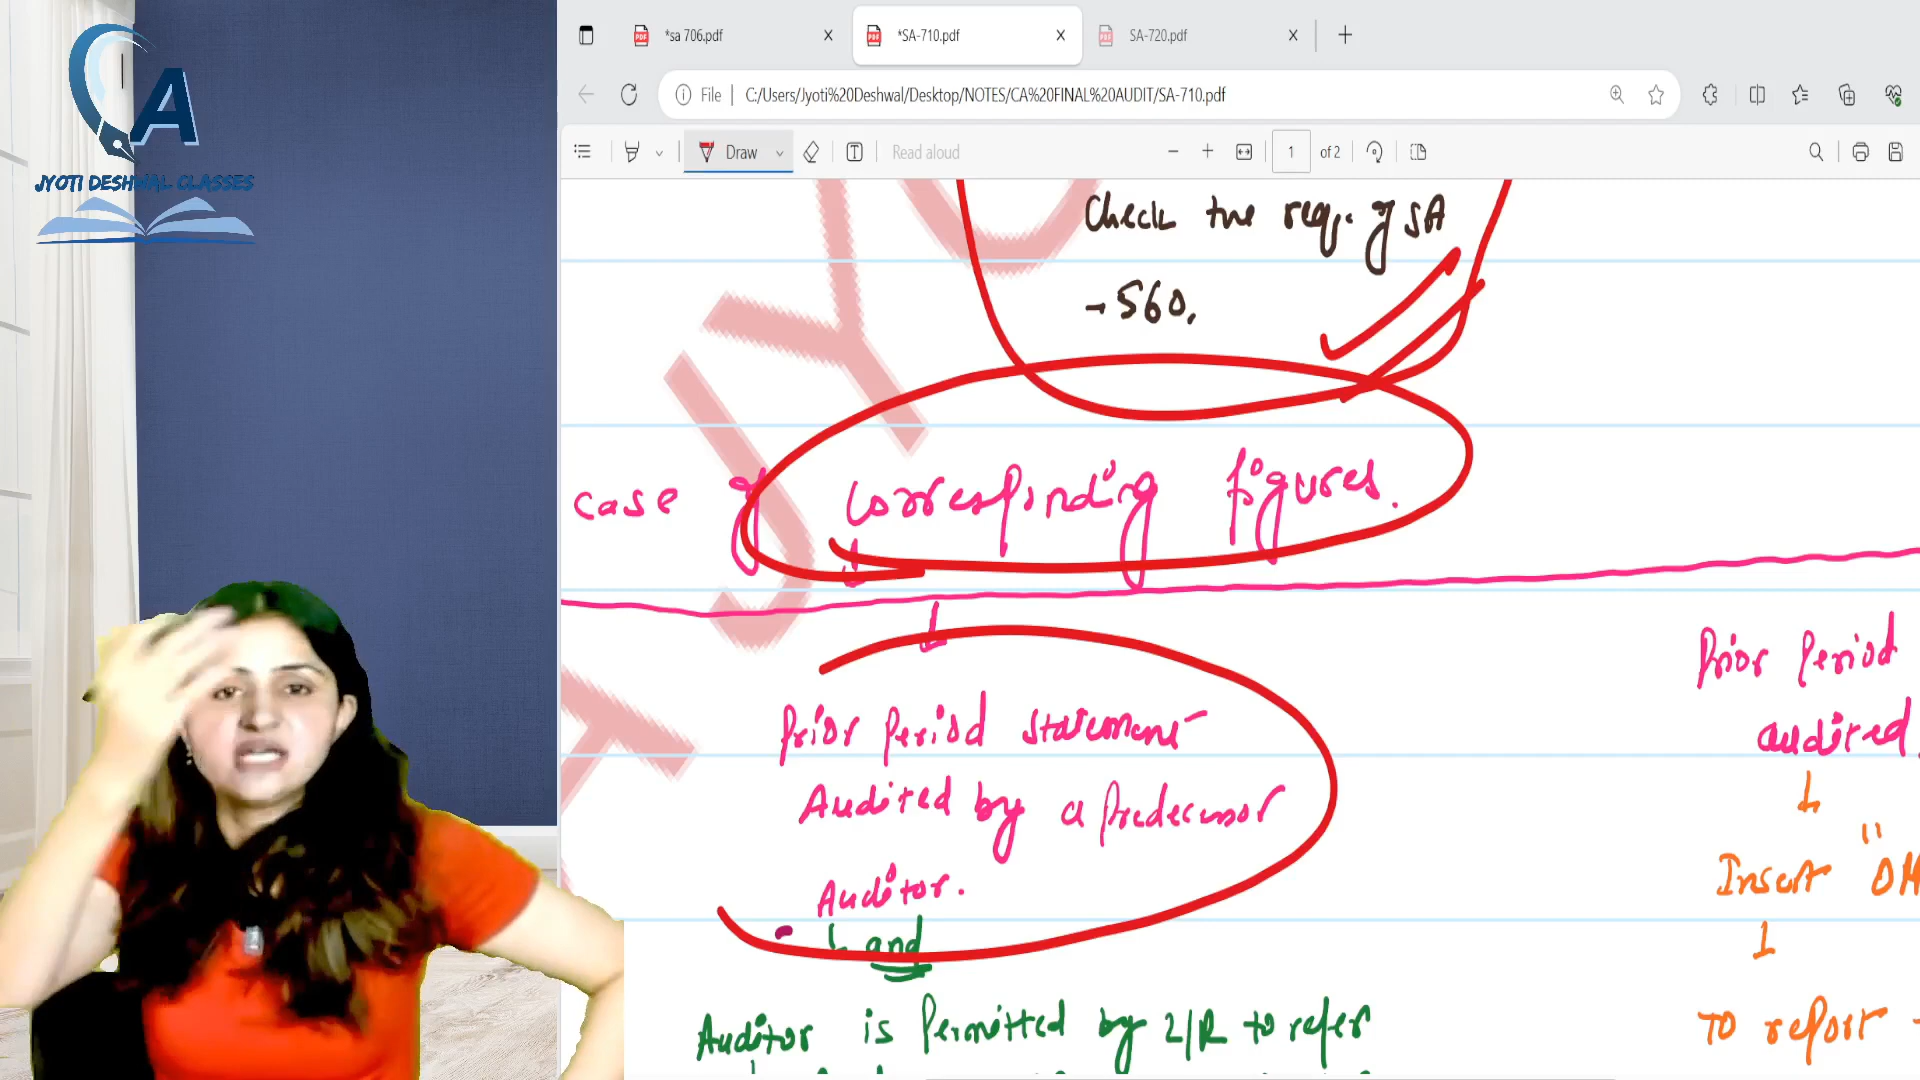 A
JYOTI DESHWAL CLASSES
*sa 706.pdf
*SA-710.pdf
SA-720.pdf
File
C:/Users/Jyoti%20Deshwal/Desktop/NOTES/CA%20FINAL%20AUDIT/SA-710.pdf
Draw
Read aloud
1 of 2
Check the req. of SA
-560.
case of corresponding figures.
Prior Period statement
Audited by a Predecessor
Auditor.
and
Auditor is Permitted by L/R to refer
Prior Period
audited,
Insert "OM
TO report -
JYO